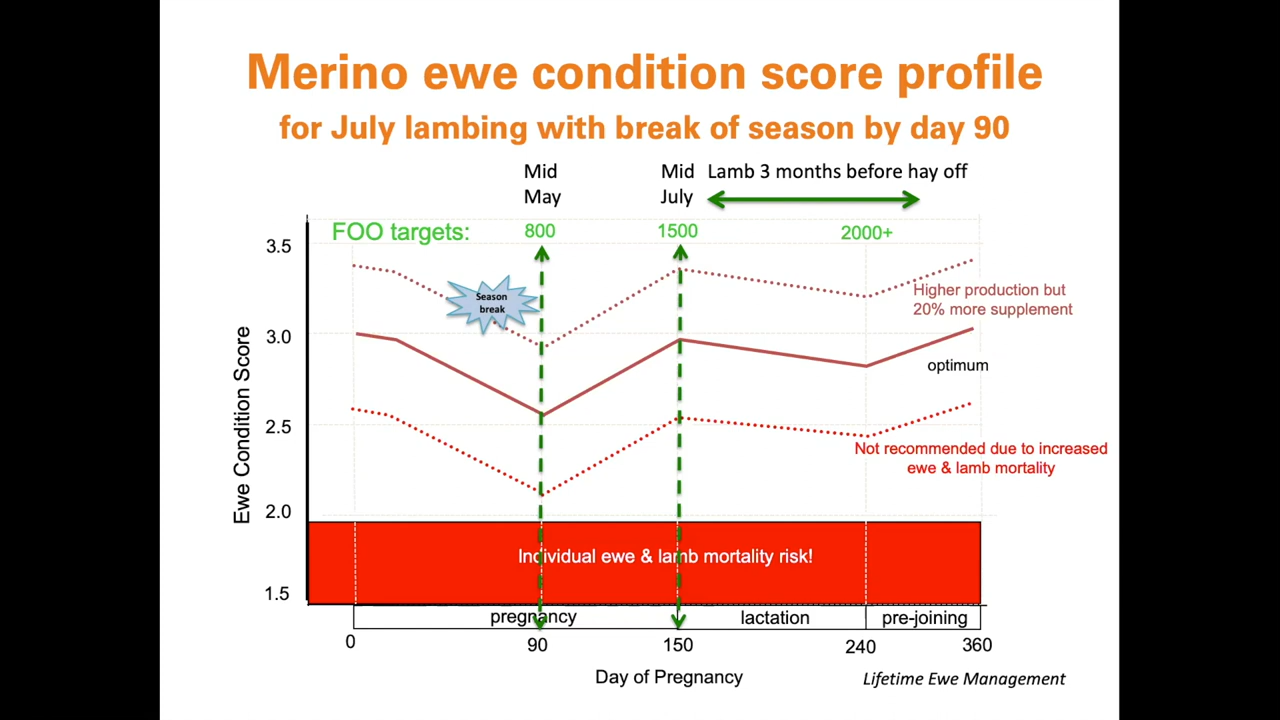 Merino ewe condition score profile
for July lambing with break of season by day 90
Mid
May
Mid
July
Lamb 3 months before hay off
FOO targets:
800
1500
2000+
3.5
3.0
2.5
2.0
1.5
Ewe Condition Score
Season
break
Higher production but
20% more supplement
optimum
Not recommended due to increased
ewe & lamb mortality
Individual ewe & lamb mortality risk!
pregnancy
lactation
pre-joining
0
90
150
240
360
Day of Pregnancy
Lifetime Ewe Management